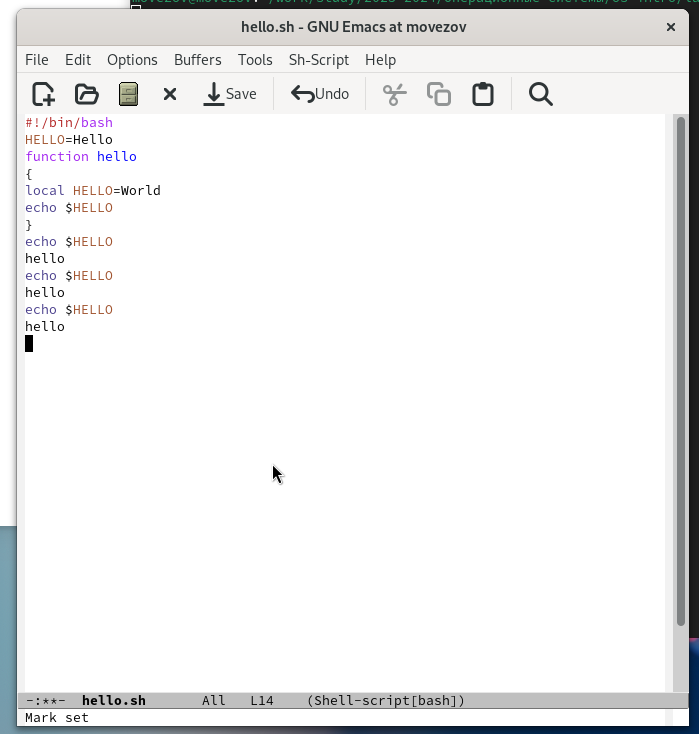 hello.sh - GNU Emacs at movezov
File Edit Options Buffers Tools Sh-Script Help
Save Undo
#!/bin/bash
HELLO=Hello
function hello
{
local HELLO=World
echo $HELLO
}
echo $HELLO
hello
echo $HELLO
hello
echo $HELLO
hello
-:**- hello.sh All L14 (Shell-script[bash])
Mark set